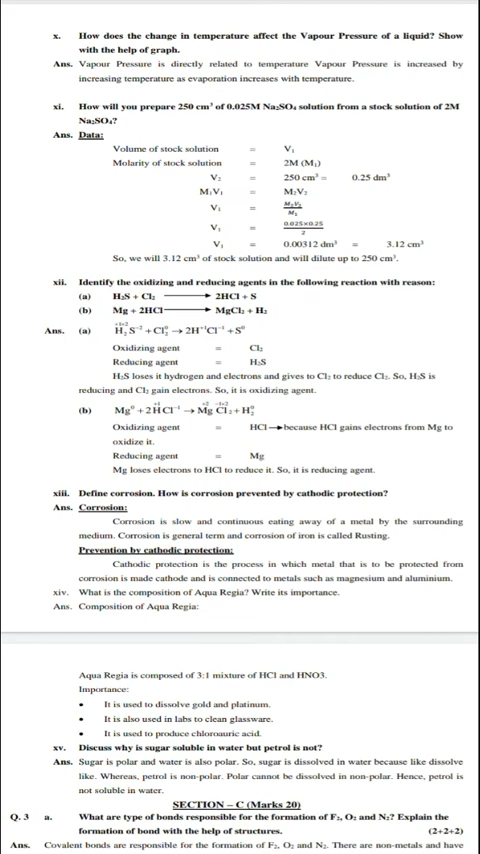 x. How does the change in temperature affect the Vapour Pressure of a liquid? Show
with the help of graph.
Ans. Vapour Pressure is directly related to temperature Vapour Pressure is increased by
increasing temperature as evaporation increases with temperature.
xi. How will you prepare 250 cm³ of 0.025M Na₂SO₄ solution from a stock solution of 2M
Na₂SO₄?
Ans. Data:
Volume of stock solution = V₁
Molarity of stock solution = 2M (M₁)
V₂ = 250 cm³ = 0.25 dm³
M₁V₁ = M₂V₂
V₁ = M₂V₂/M₁
V₁ = 0.025×0.25/2
V₁ = 0.00312 dm³ = 3.12 cm³
So, we will 3.12 cm³ of stock solution and will dilute up to 250 cm³.
xii. Identify the oxidizing and reducing agents in the following reaction with reason:
(a) H₂S + Cl₂ → 2HCl + S
(b) Mg + 2HCl → MgCl₂ + H₂
Ans. (a) H₂⁺¹ˣ² S⁻² + Cl₂⁰ → 2H⁺¹Cl⁻¹ + S⁰
Oxidizing agent = Cl₂
Reducing agent = H₂S
H₂S loses it hydrogen and electrons and gives to Cl₂ to reduce Cl₂. So, H₂S is
reducing and Cl₂ gain electrons. So, it is oxidizing agent.
(b) Mg⁰ + 2H⁺¹Cl⁻¹ → Mg⁺² Cl₂⁻¹ˣ² + H₂⁰
Oxidizing agent = HCl → because HCl gains electrons from Mg to
oxidize it.
Reducing agent = Mg
Mg loses electrons to HCl to reduce it. So, it is reducing agent.
xiii. Define corrosion. How is corrosion prevented by cathodic protection?
Ans. Corrosion:
Corrosion is slow and continuous eating away of a metal by the surrounding
medium. Corrosion is general term and corrosion of iron is called Rusting.
Prevention by cathodic protection:
Cathodic protection is the process in which metal that is to be protected from
corrosion is made cathode and is connected to metals such as magnesium and aluminium.
xiv. What is the composition of Aqua Regia? Write its importance.
Ans. Composition of Aqua Regia:
Aqua Regia is composed of 3:1 mixture of HCl and HNO3.
Importance:
• It is used to dissolve gold and platinum.
• It is also used in labs to clean glassware.
• It is used to produce chloroauric acid.
xv. Discuss why is sugar soluble in water but petrol is not?
Ans. Sugar is polar and water is also polar. So, sugar is dissolved in water because like dissolve
like. Whereas, petrol is non-polar. Polar cannot be dissolved in non-polar. Hence, petrol is
not soluble in water.
SECTION – C (Marks 20)
Q. 3 a. What are type of bonds responsible for the formation of F₂, O₂ and N₂? Explain the
formation of bond with the help of structures. (2+2+2)
Ans. Covalent bonds are responsible for the formation of F₂, O₂ and N₂. There are non-metals and have